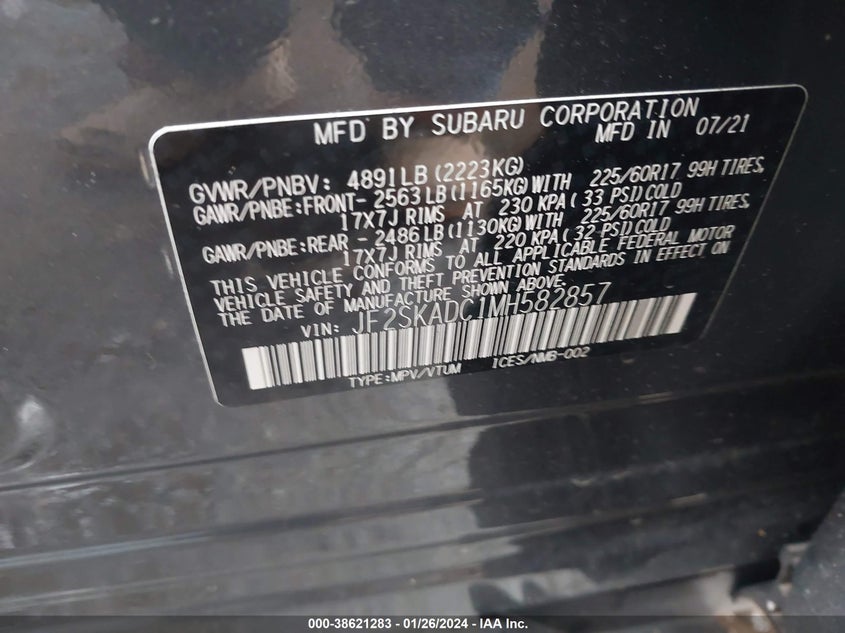 MFD BY SUBARU CORPORATION
MFD IN 07/21
GVWR/PNBV: 4891LB(2223KG)
GAWR/PNBE:FRONT- 2563LB(1165KG)WITH 225/60R17 99H TIRES,
17X7J RIMS AT 230 KPA(33 PSI)COLD
GAWR/PNBE:REAR - 2486LB(1130KG)WITH 225/60R17 99H TIRES,
17X7J RIMS AT 220 KPA(32 PSI)COLD
THIS VEHICLE CONFORMS TO ALL APPLICABLE FEDERAL MOTOR
VEHICLE SAFETY AND THEFT PREVENTION STANDARDS IN EFFECT ON
THE DATE OF MANUFACTURE SHOWN ABOVE.
VIN: JF2SKADC1MH582857
TYPE:MPV/VTUM ICES/NMB-002
000-38621283 - 01/26/2024 - IAA Inc.